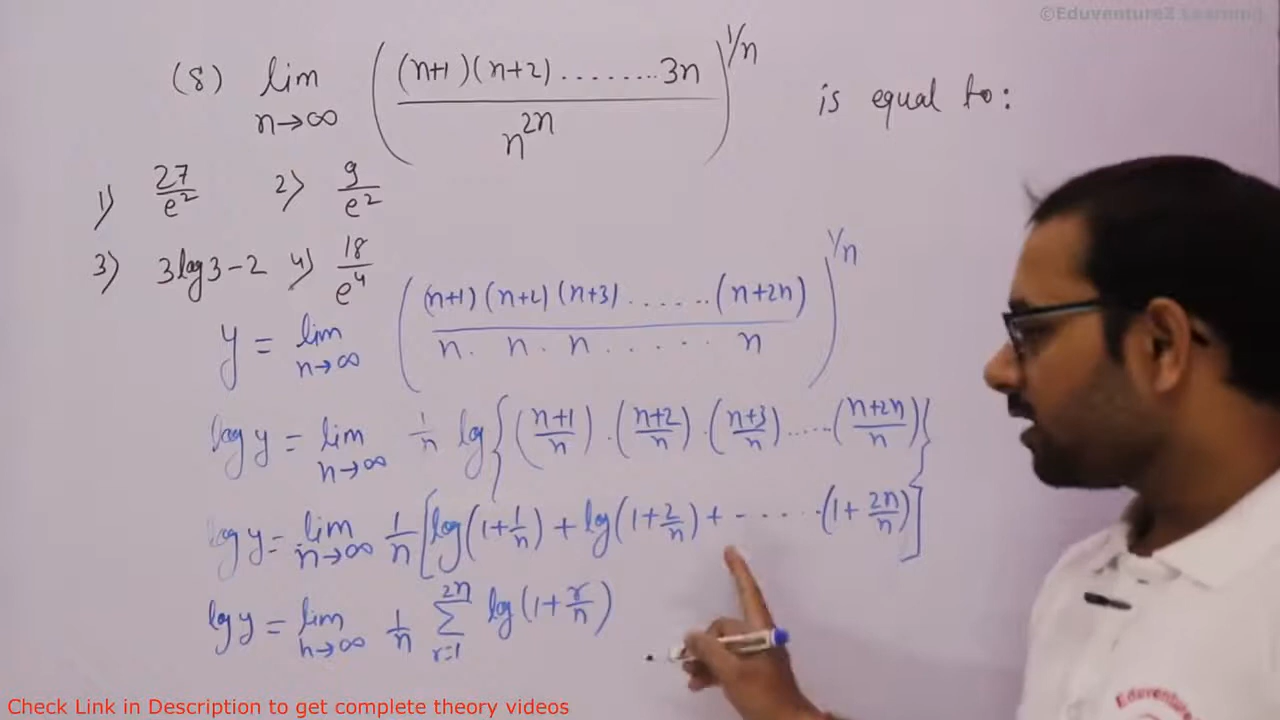 ©EduventureZ Learning
(8) lim n→∞ ( (n+1)(n+2)........3n / n^2n )^1/n is equal to:
1) 27/e^2 2) 9/e^2
3) 3log3-2 4) 18/e^4
y = lim n→∞ ( (n+1)(n+2)(n+3).......(n+2n) / n. n. n....... n )^1/n
log y = lim n→∞ 1/n log{ (n+1/n).(n+2/n).(n+3/n).....(n+2n/n) }
log y = lim n→∞ 1/n [log(1+1/n) + log(1+2/n) + -.....(1+2n/n)]
log y = lim n→∞ 1/n Σ r=1 2n log(1+r/n)
Eduventure
Check Link in Description to get complete theory videos